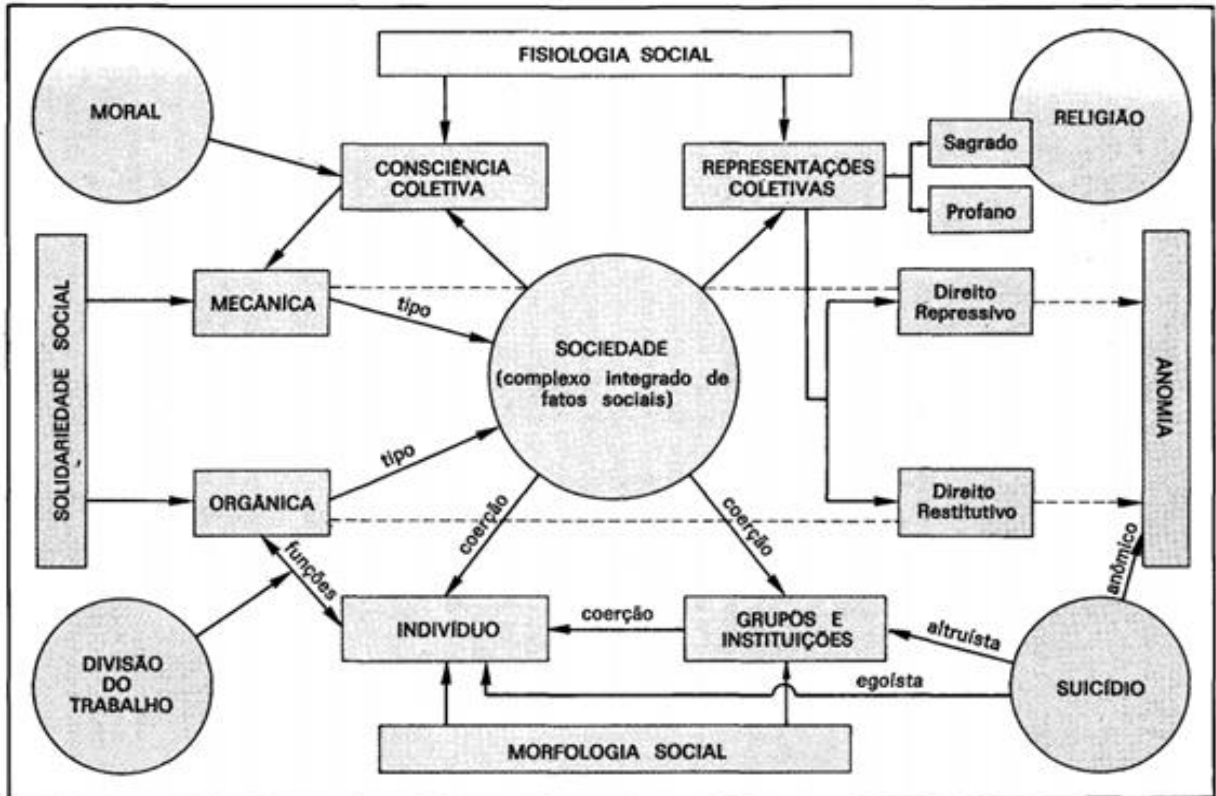 FISIOLOGIA SOCIAL
MORAL
RELIGIÃO
CONSCIÊNCIA
COLETIVA
REPRESENTAÇÕES
COLETIVAS
Sagrado
Profano
SOLIDARIEDADE SOCIAL
MECÂNICA
tipo
SOCIEDADE
(complexo integrado de
fatos sociais)
Direito
Repressivo
ANOMIA
ORGÂNICA
tipo
Direito
Restitutivo
funções
coerção
coerção
anômico
DIVISÃO
DO
TRABALHO
INDIVÍDUO
coerção
GRUPOS E
INSTITUIÇÕES
altruísta
egoísta
SUICÍDIO
MORFOLOGIA SOCIAL